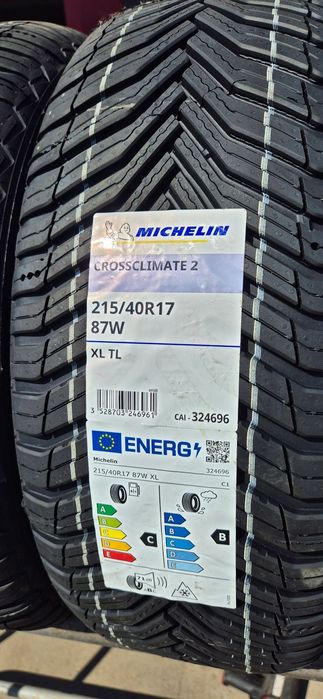 MICHELIN
CROSSCLIMATE 2
215/40R17
87W
XL TL
3 528703 246961
CAI - 324696
ENERG
Michelin 324696
215/40R17 87W XL C1
A
B
C
D
E
C
A
B
C
D
E
B